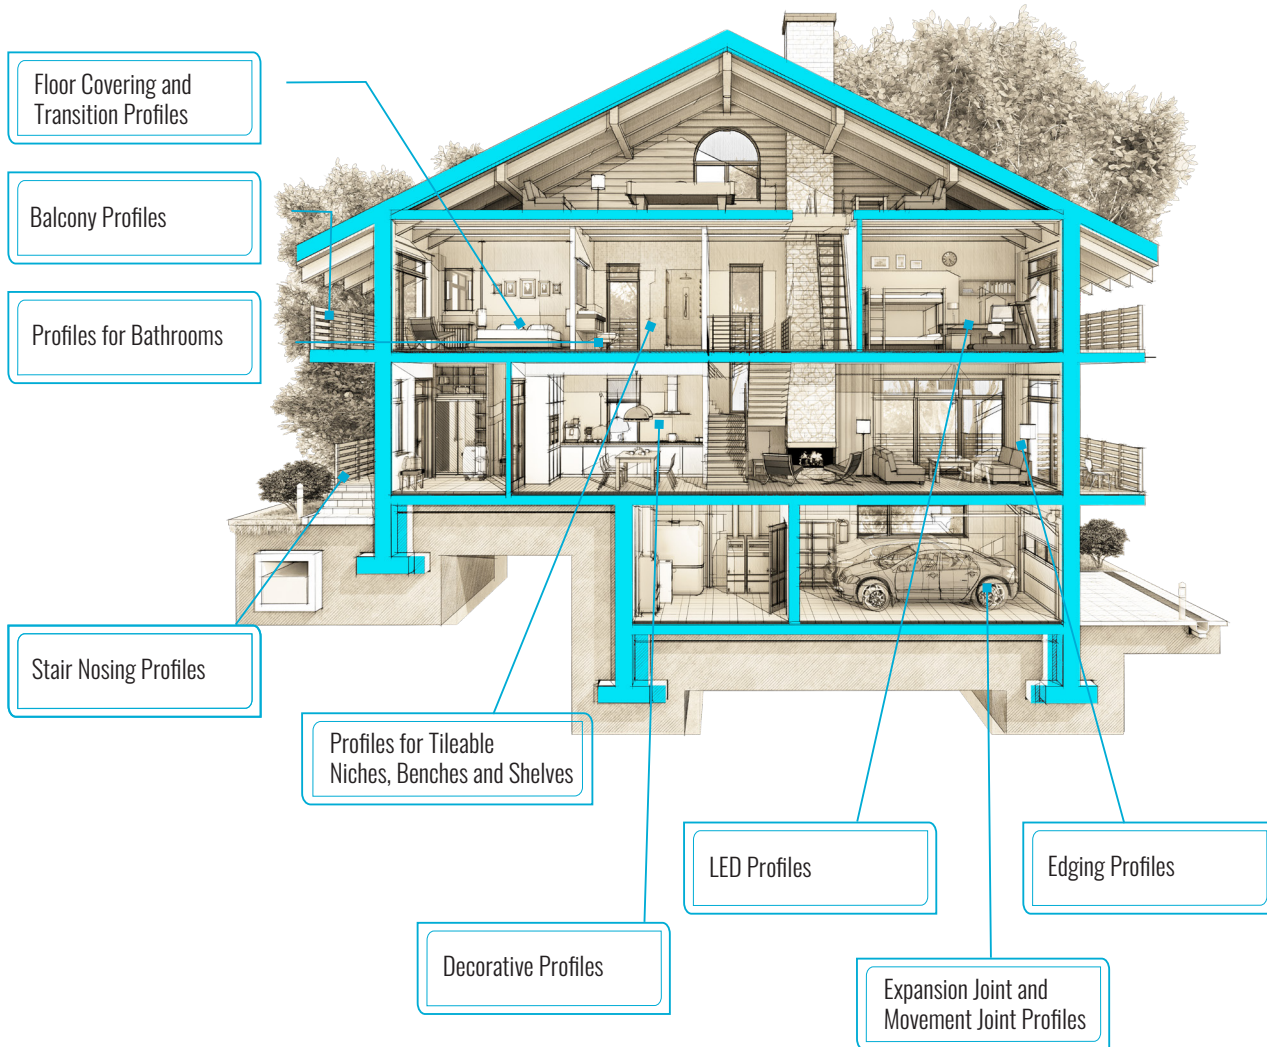 Floor Covering and
Transition Profiles
Balcony Profiles
Profiles for Bathrooms
Stair Nosing Profiles
Profiles for Tileable
Niches, Benches and Shelves
LED Profiles
Edging Profiles
Decorative Profiles
Expansion Joint and
Movement Joint Profiles